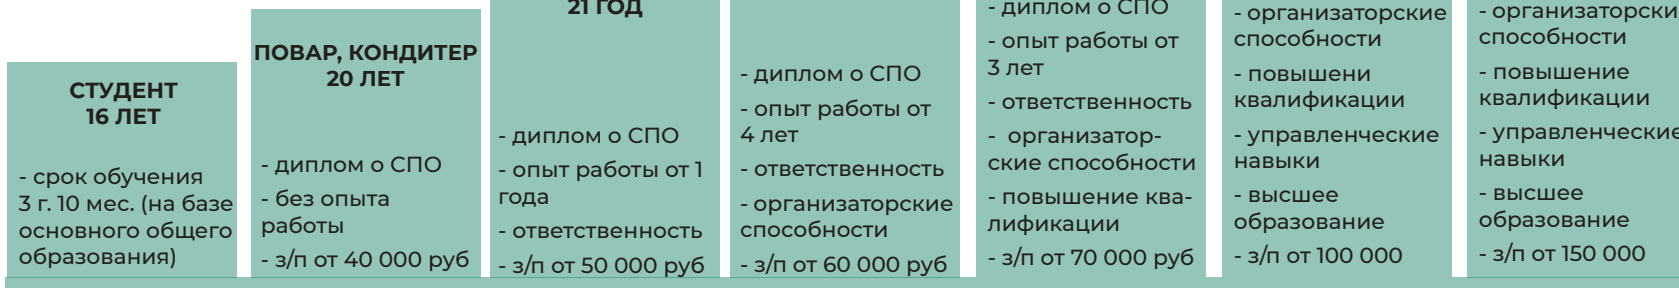 СТУДЕНТ
16 ЛЕТ
- срок обучения
3 г. 10 мес. (на базе
основного общего
образования)
ПОВАР, КОНДИТЕР
20 ЛЕТ
- диплом о СПО
- без опыта
работы
- з/п от 40 000 руб
21 ГОД
- диплом о СПО
- опыт работы от 1
года
- ответственность
- з/п от 50 000 руб
- диплом о СПО
- опыт работы от
4 лет
- ответственность
- организаторские
способности
- з/п от 60 000 руб
- диплом о СПО
- опыт работы от
3 лет
- ответственность
- организатор-
ские способности
- повышение ква-
лификации
- з/п от 70 000 руб
- организаторские
способности
- повышени
квалификации
- управленческие
навыки
- высшее
образование
- з/п от 100 000
- организаторски
способности
- повышение
квалификации
- управленческие
навыки
- высшее
образование
- з/п от 150 000